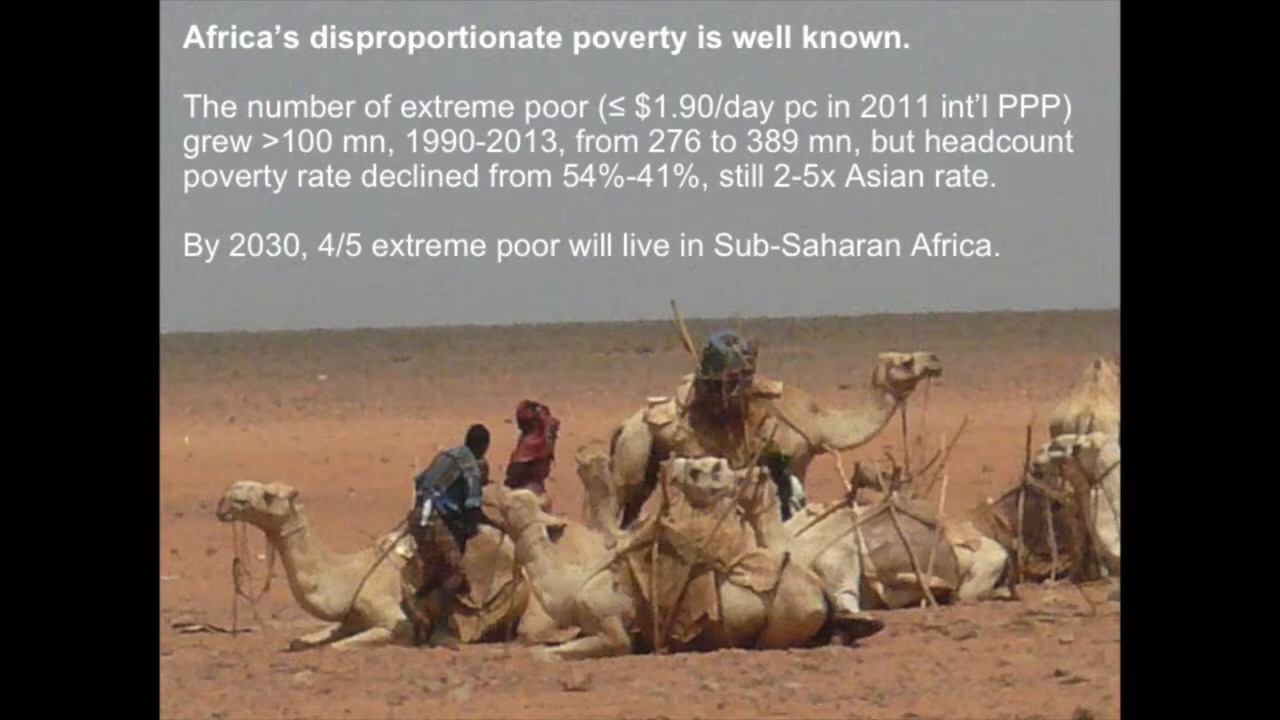 Africa’s disproportionate poverty is well known.
The number of extreme poor (≤ $1.90/day pc in 2011 int’l PPP)
grew >100 mn, 1990-2013, from 276 to 389 mn, but headcount
poverty rate declined from 54%-41%, still 2-5x Asian rate.
By 2030, 4/5 extreme poor will live in Sub-Saharan Africa.